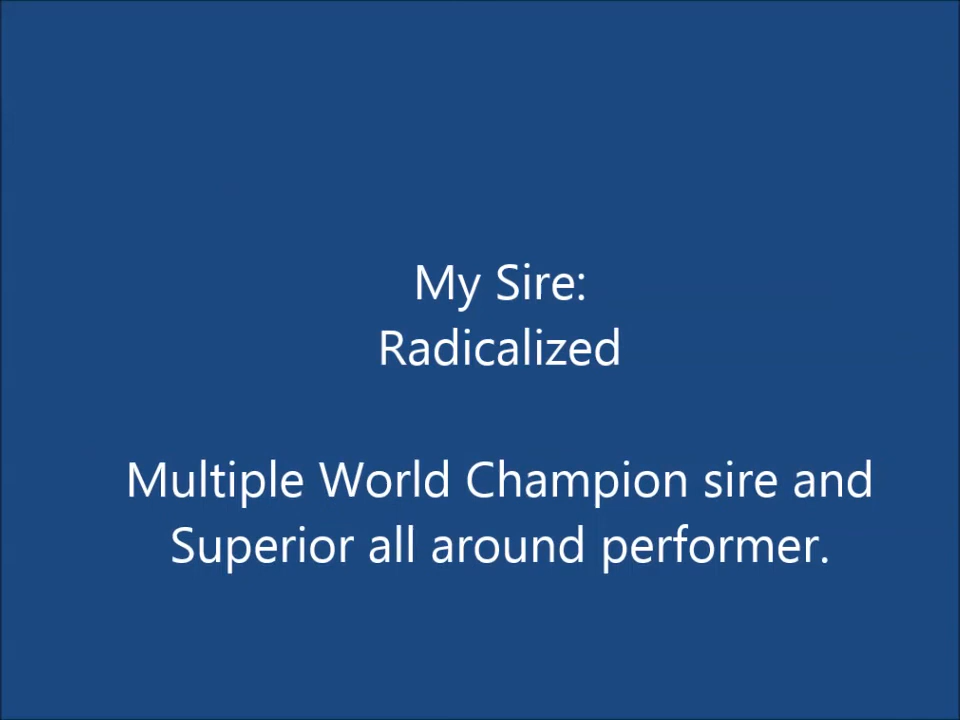 My Sire:
Radicalized
Multiple World Champion sire and
Superior all around performer.